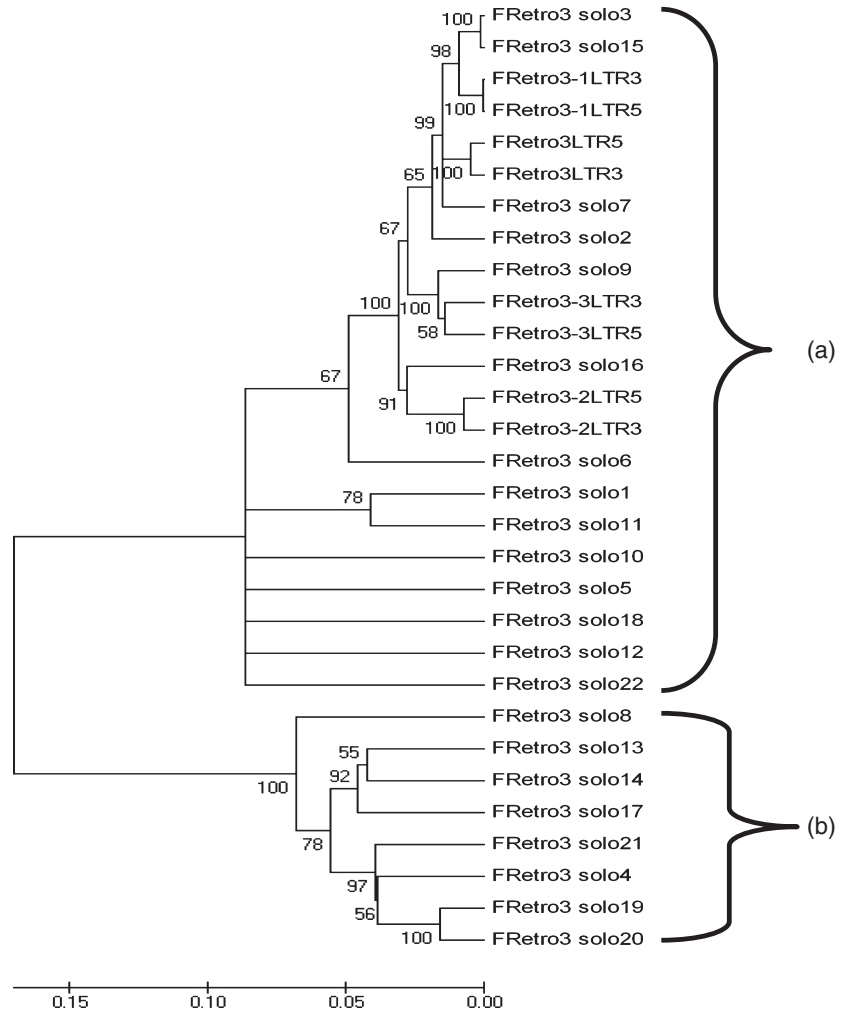 100 FRetro3 solo3
FRetro3 solo15
98
FRetro3-1LTR3
100 FRetro3-1LTR5
99
FRetro3LTR5
65 100 FRetro3LTR3
FRetro3 solo7
67 FRetro3 solo2
FRetro3 solo9
100 100 FRetro3-3LTR3
58 FRetro3-3LTR5
(a)
FRetro3 solo16
67
91 FRetro3-2LTR5
100 FRetro3-2LTR3
FRetro3 solo6
78 FRetro3 solo1
FRetro3 solo11
FRetro3 solo10
FRetro3 solo5
FRetro3 solo18
FRetro3 solo12
FRetro3 solo22
FRetro3 solo8
55 FRetro3 solo13
92 FRetro3 solo14
100
FRetro3 solo17
(b)
78 FRetro3 solo21
97 FRetro3 solo4
56 FRetro3 solo19
100 FRetro3 solo20
0.15 0.10 0.05 0.00